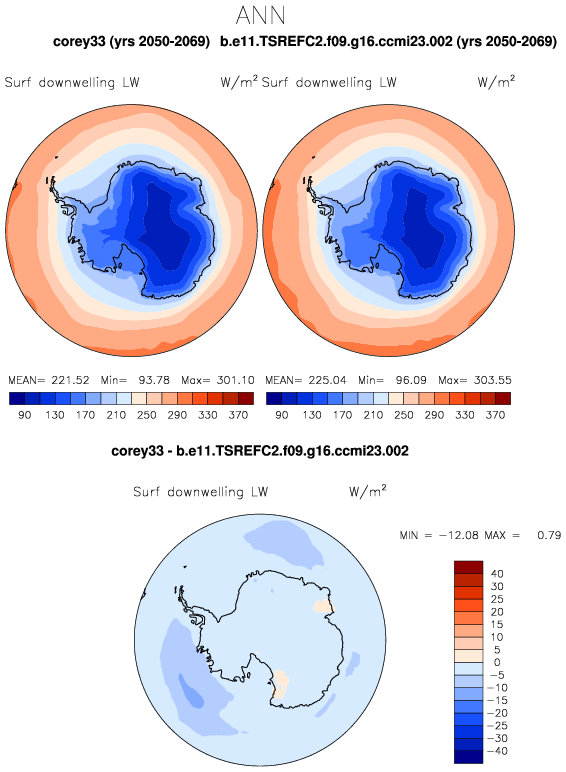 ANN
corey33 (yrs 2050-2069) b.e11.TSREFC2.f09.g16.ccmi23.002 (yrs 2050-2069)
Surf downwelling LW W/m² Surf downwelling LW W/m²
MEAN= 221.52 Min= 93.78 Max= 301.10 MEAN= 225.04 Min= 96.09 Max= 303.55
90 130 170 210 250 290 330 370 90 130 170 210 250 290 330 370
corey33 - b.e11.TSREFC2.f09.g16.ccmi23.002
Surf downwelling LW W/m²
MIN = -12.08 MAX = 0.79
40
30
25
20
15
10
5
0
-5
-10
-15
-20
-25
-30
-40